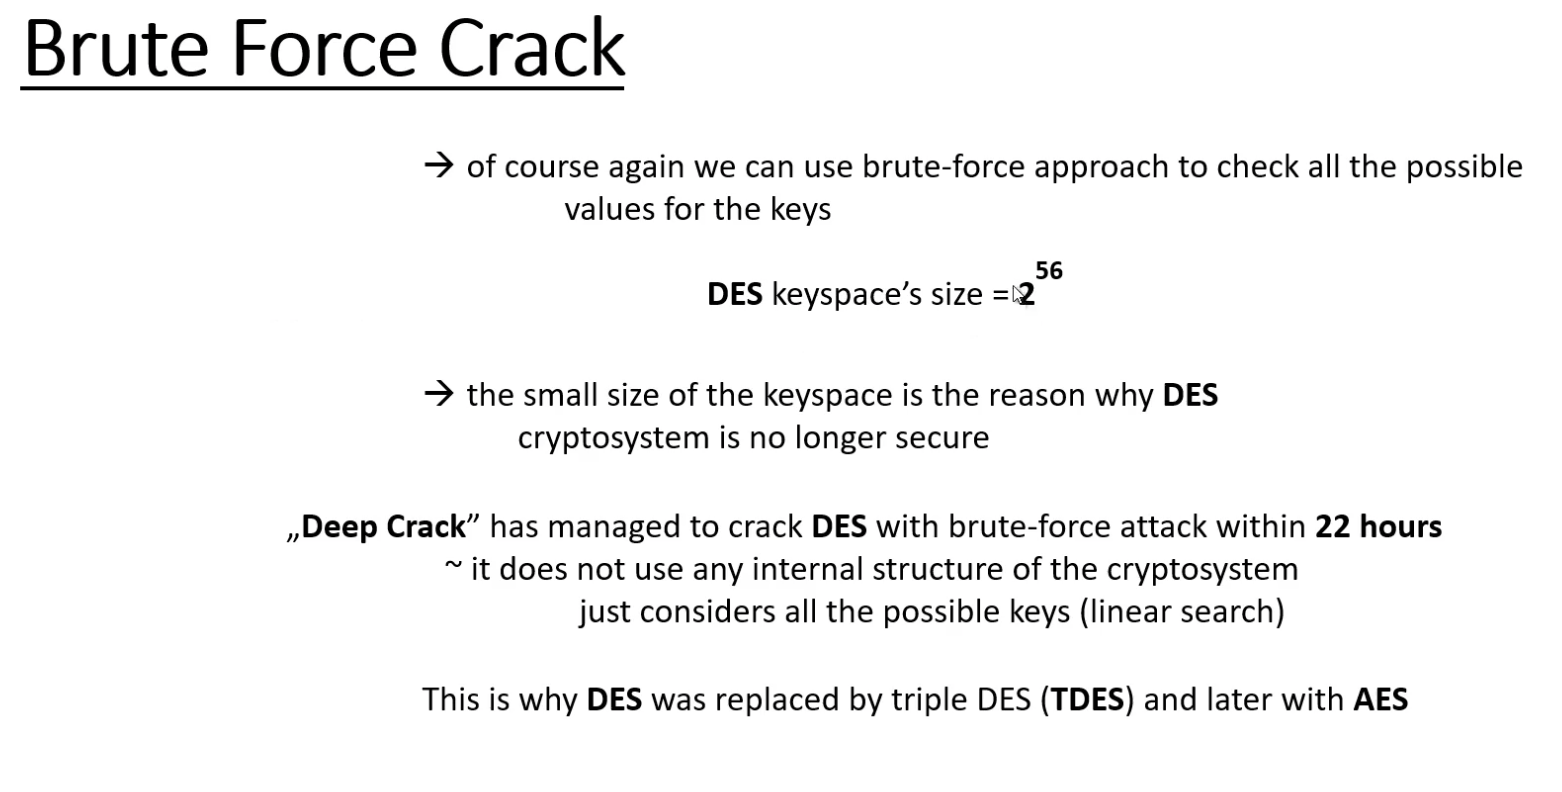 Brute Force Crack
→ of course again we can use brute-force approach to check all the possible
values for the keys
DES keyspace’s size = 2^56
→ the small size of the keyspace is the reason why DES
cryptosystem is no longer secure
„Deep Crack” has managed to crack DES with brute-force attack within 22 hours
~ it does not use any internal structure of the cryptosystem
just considers all the possible keys (linear search)
This is why DES was replaced by triple DES (TDES) and later with AES